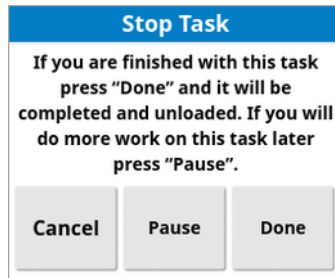 Stop Task
If you are finished with this task
press “Done” and it will be
completed and unloaded. If you will
do more work on this task later
press “Pause”.
Cancel Pause Done